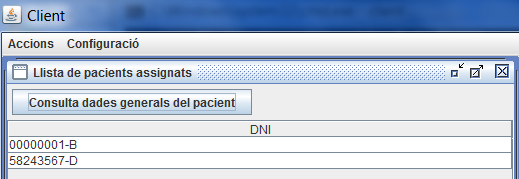 Client
Accions Configuració
Llista de pacients assignats
Consulta dades generals del pacient
DNI
00000001-B
58243567-D